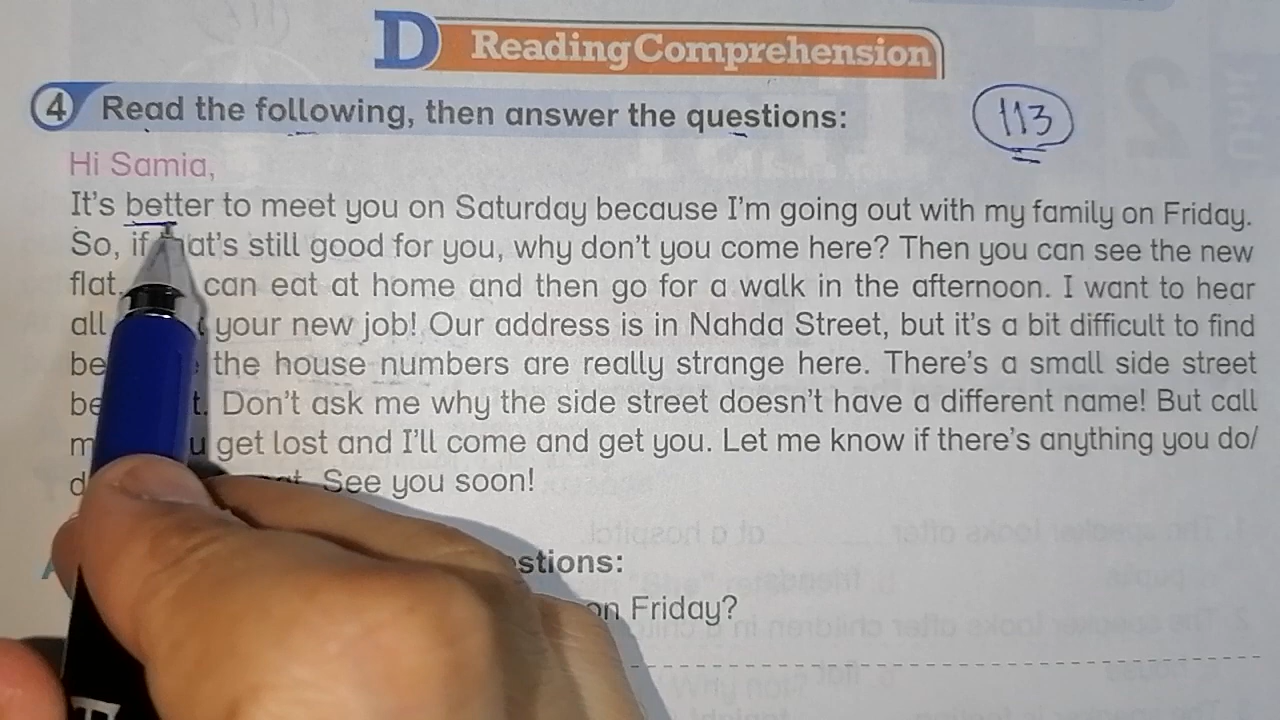 D Reading Comprehension
4 Read the following, then answer the questions:
113
Hi Samia,
It's better to meet you on Saturday because I'm going out with my family on Friday.
So, if that's still good for you, why don't you come here? Then you can see the new
flat. can eat at home and then go for a walk in the afternoon. I want to hear
all your new job! Our address is in Nahda Street, but it's a bit difficult to find
the house numbers are really strange here. There's a small side street
Don't ask me why the side street doesn't have a different name! But call
get lost and I'll come and get you. Let me know if there's anything you do/
See you soon!
on Friday?